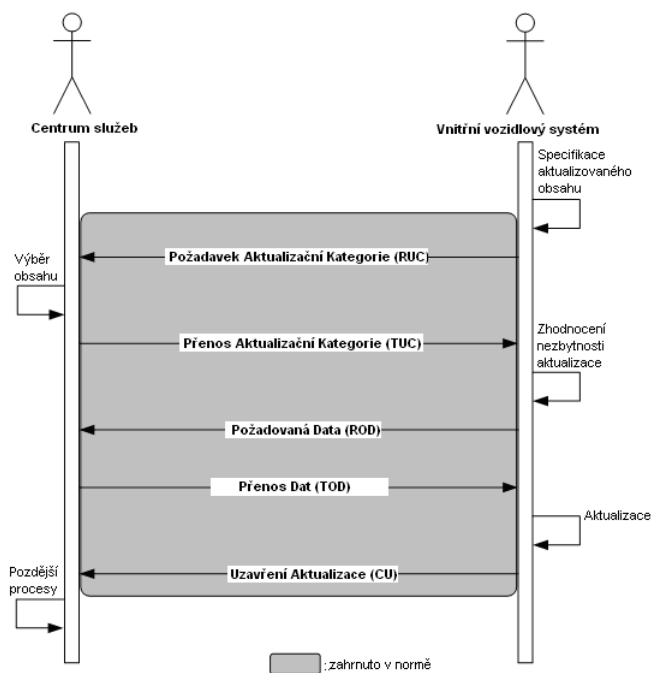 Centrum služeb
Vnitřní vozidlový systém
Specifikace
aktualizovaného
obsahu
Požadavek Aktualizační Kategorie (RUC)
Výběr
obsahu
Přenos Aktualizační Kategorie (TUC)
Zhodnocení
nezbytnosti
aktualizace
Požadovaná Data (ROD)
Přenos Dat (TOD)
Aktualizace
Uzavření Aktualizace (CU)
Pozdější
procesy
:zahrnuto v normě